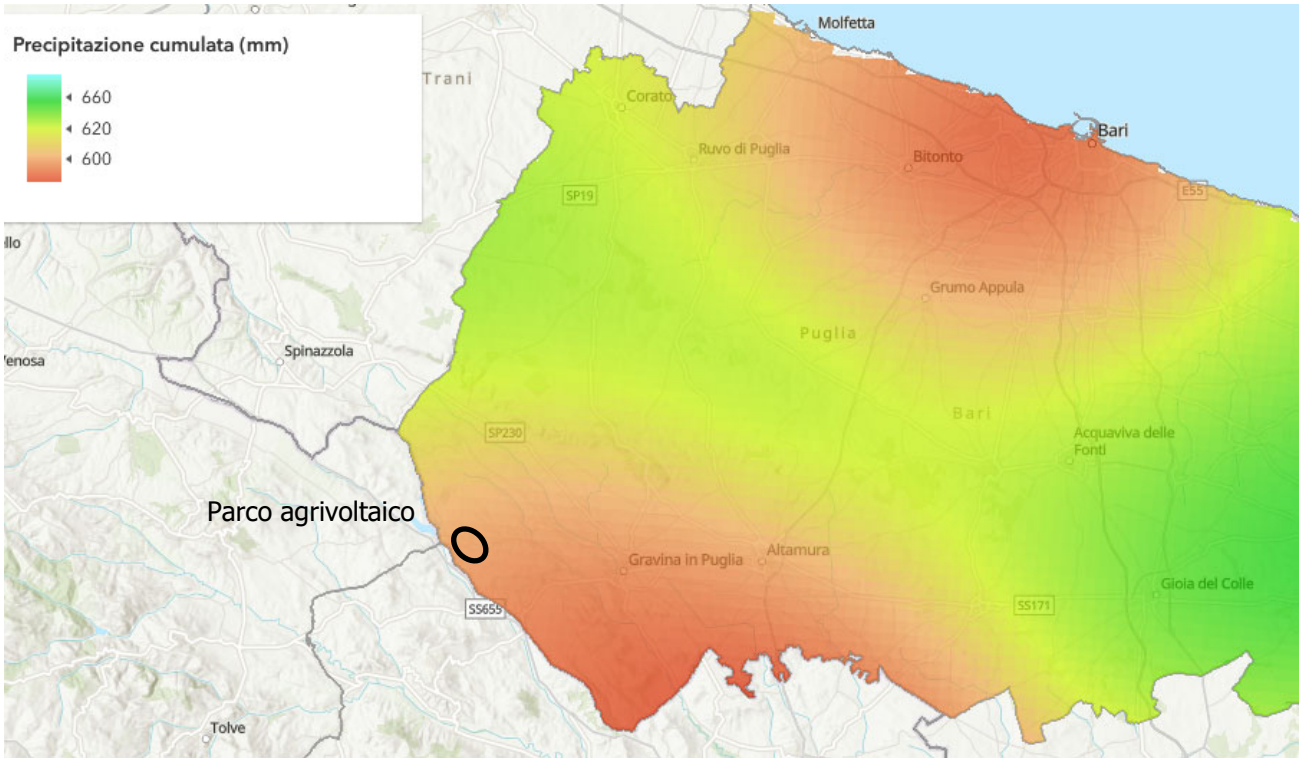 Precipitazione cumulata (mm)
660
620
600
Molfetta
Trani
Corato
Bari
Ruvo di Puglia
Bitonto
SP19
E55
llo
Grumo Appula
Puglia
Spinazzola
enosa
Bari
SP230
Acquaviva delle
Fonti
Parco agrivoltaico
Gravina in Puglia
Altamura
Gioia del Colle
SS655
SS171
Tolve